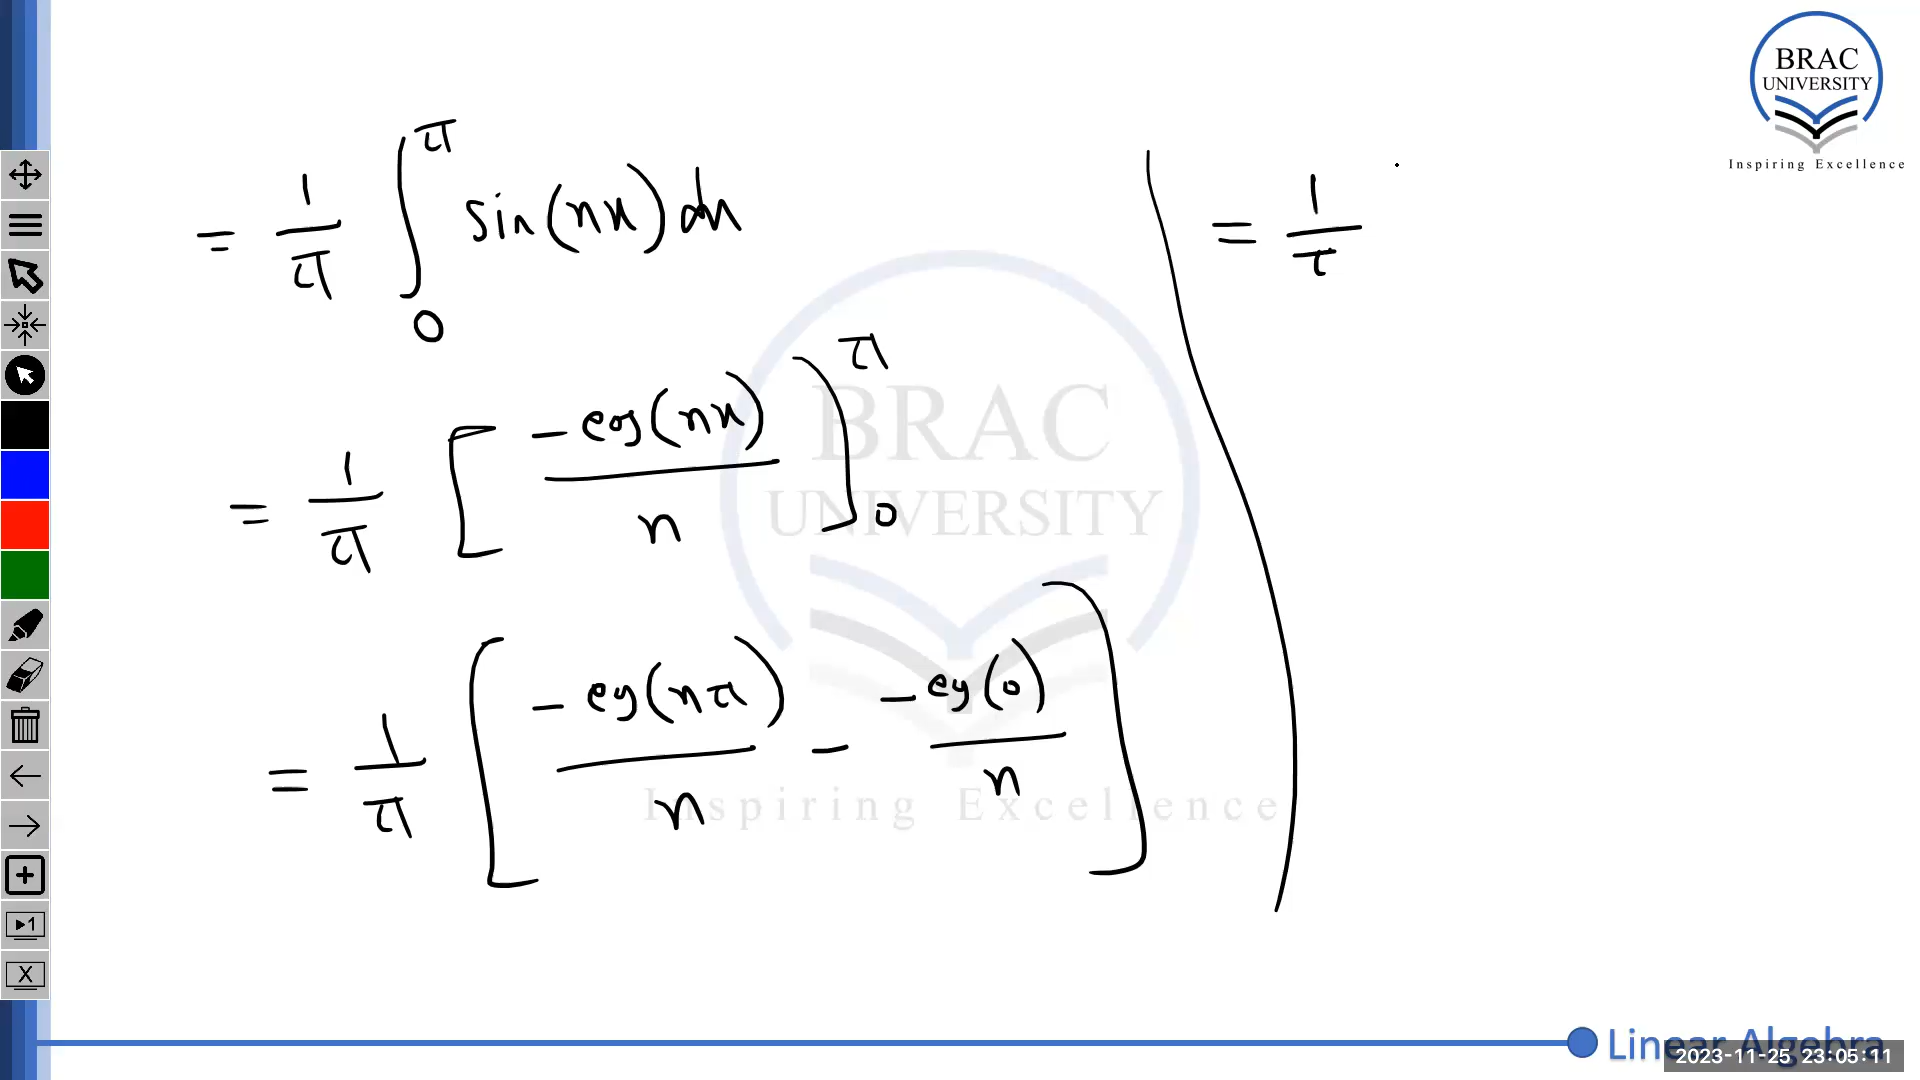 BRAC
UNIVERSITY
Inspiring Excellence
= 1/π ∫₀^π sin(nx) dx
= 1/π [ -cos(nx)/n ]₀^π
= 1/π [ -cos(nπ)/n - -cos(0)/n ]
= 1/π
BRAC
UNIVERSITY
Inspiring Excellence
1
X
Linear Algebra
2023-11-25 23:05:11